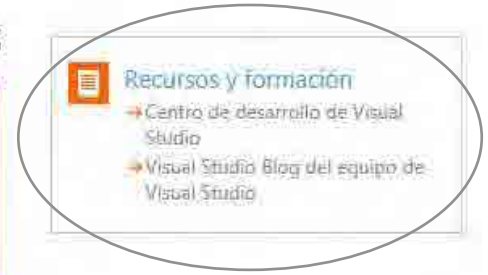 Recursos y formación
→Centro de desarrollo de Visual
Studio
→Visual Studio Blog del equipo de
Visual Studio